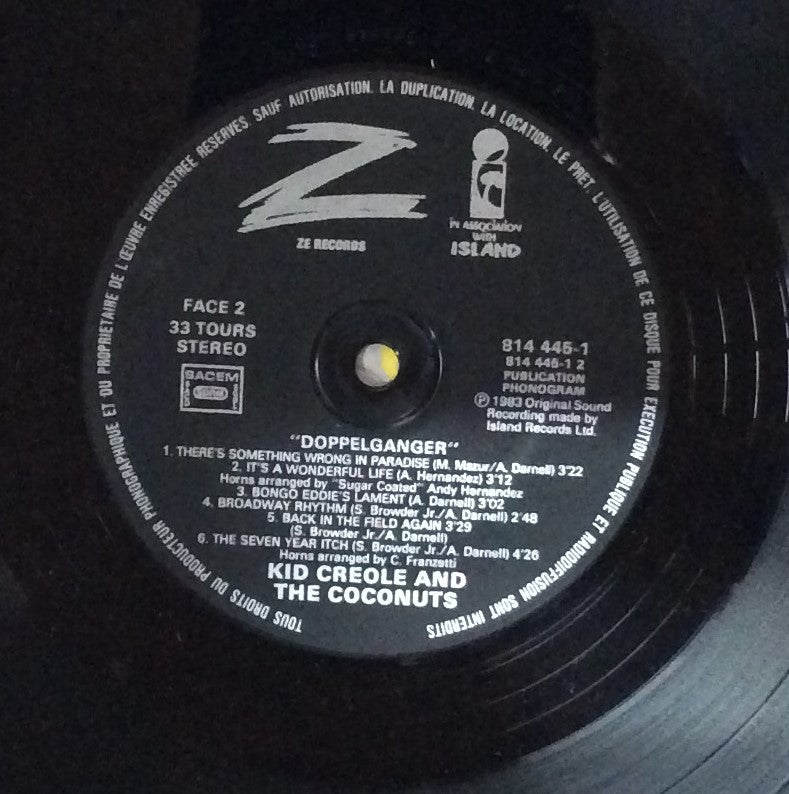 TOUS DROITS DU PRODUCTEUR PHONOGRAPHIQUE ET DU PROPRIETAIRE DE L'ŒUVRE ENREGISTREE RESERVES. SAUF AUTORISATION. LA DUPLICATION. LA LOCATION. LE PRET. L'UTILISATION DE CE DISQUE POUR EXECUTION PUBLIQUE ET RADIODIFFUSION SONT INTERDITS
Z
ZE RECORDS
IN ASSOCIATION
WITH
ISLAND
FACE 2
33 TOURS
STEREO
SACEM
814 445-1
814 445-1 2
PUBLICATION
PHONOGRAM
℗ 1983 Original Sound
Recording made by
Island Records Ltd.
"DOPPELGANGER"
1. THERE'S SOMETHING WRONG IN PARADISE (M. Mazur/A. Darnell) 3'22
2. IT'S A WONDERFUL LIFE (A. Hernandez) 3'12
Horns arranged by "Sugar Coated" Andy Hernandez
3. BONGO EDDIE'S LAMENT (A. Darnell) 3'02
4. BROADWAY RHYTHM (S. Browder Jr./A. Darnell) 2'48
5. BACK IN THE FIELD AGAIN 3'29
(S. Browder Jr./A. Darnell)
6. THE SEVEN YEAR ITCH (S. Browder Jr./A. Darnell) 4'26
Horns arranged by C. Franzetti
KID CREOLE AND
THE COCONUTS